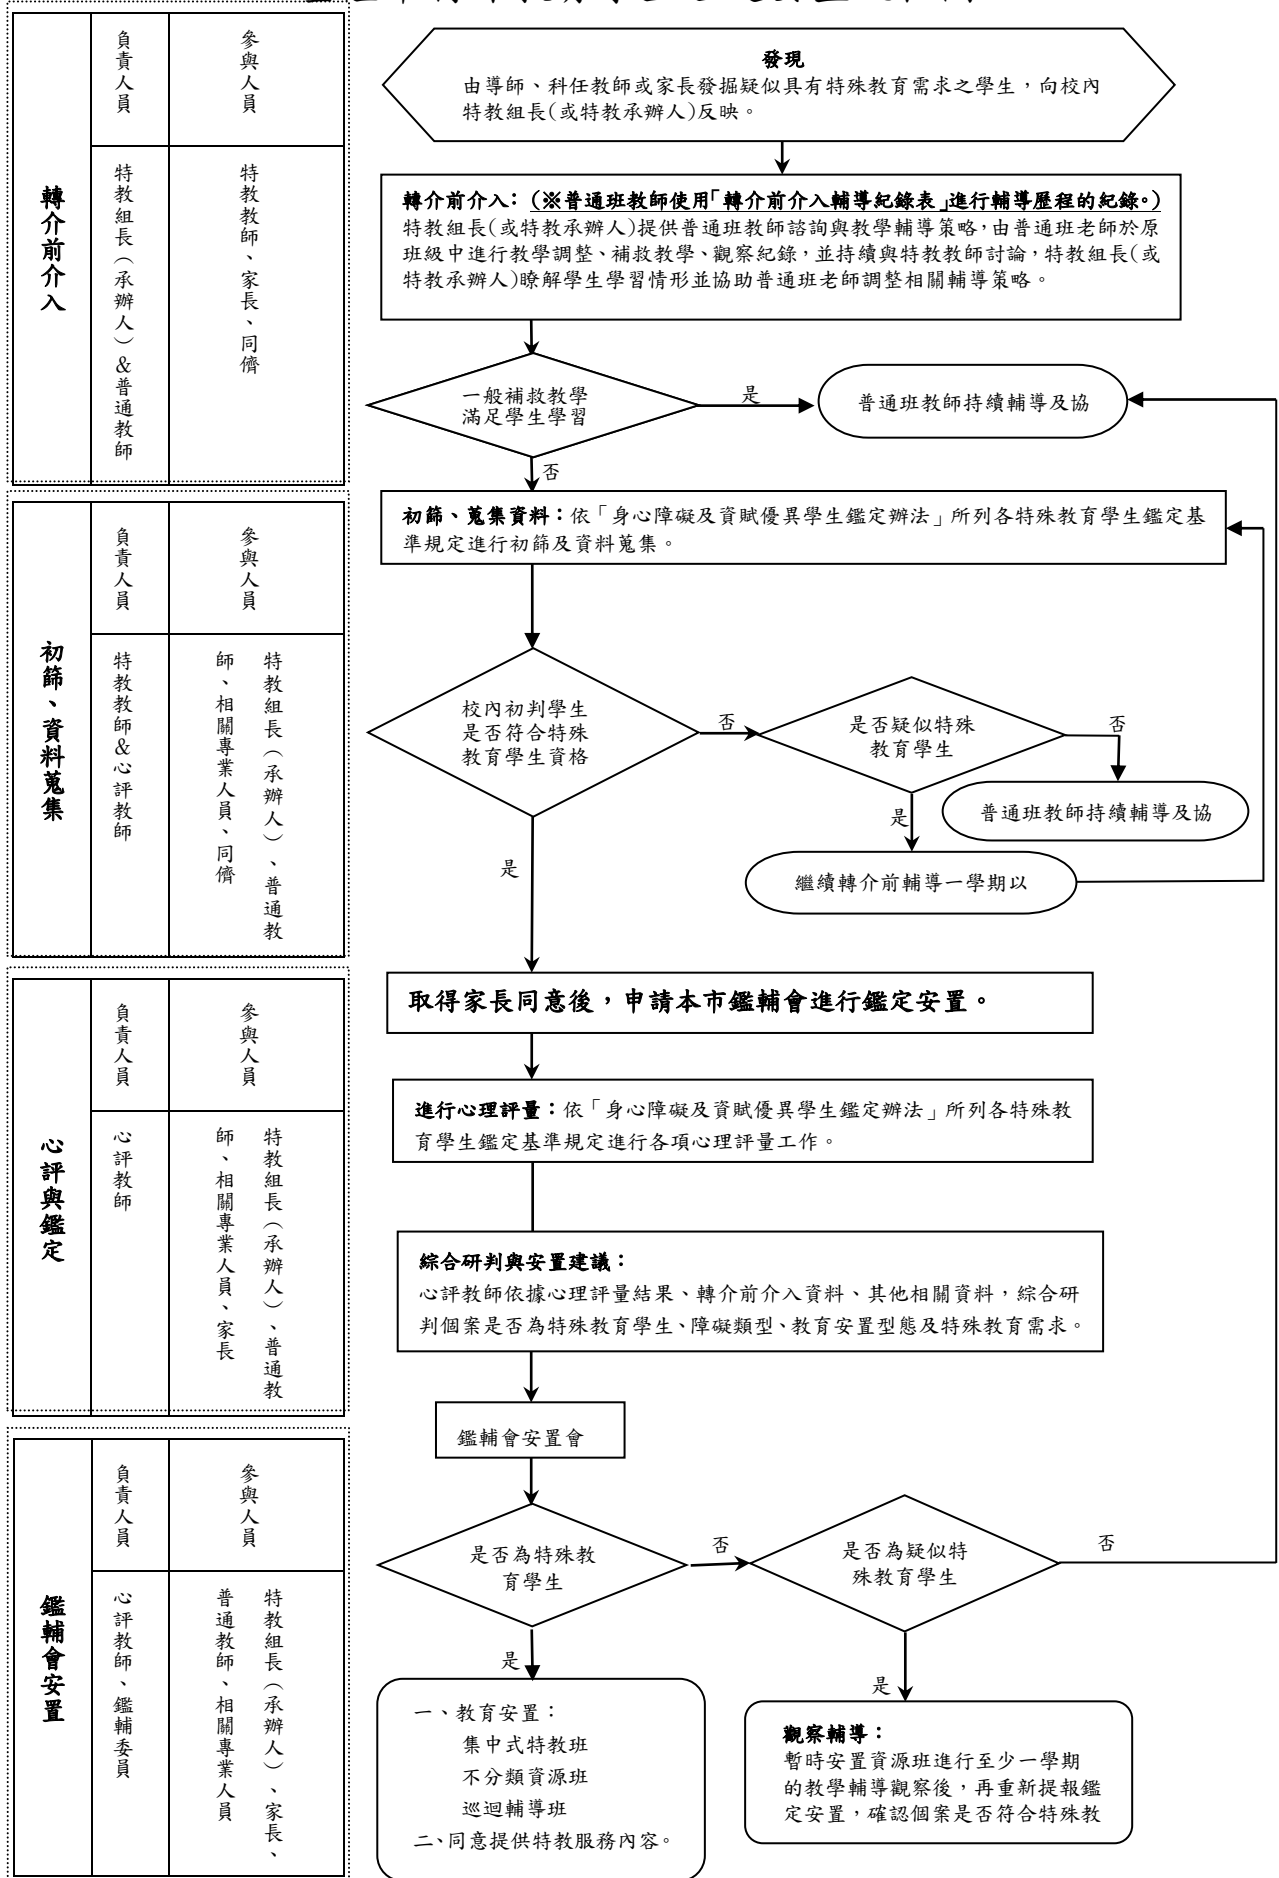 負責人員
參與人員
轉介前介入
特教組長（承辦人）&普通教師
特教教師、家長、同儕
發現
由導師、科任教師或家長發掘疑似具有特殊教育需求之學生，向校內
特教組長(或特教承辦人)反映。
轉介前介入：(※普通班教師使用「轉介前介入輔導紀錄表」進行輔導歷程的紀錄。)
特教組長(或特教承辦人)提供普通班教師諮詢與教學輔導策略，由普通班老師於原
班級中進行教學調整、補救教學、觀察紀錄，並持續與特教教師討論，特教組長(或
特教承辦人)瞭解學生學習情形並協助普通班老師調整相關輔導策略。
一般補救教學
滿足學生學習
是
普通班教師持續輔導及協
否
負責人員
參與人員
初篩、資料蒐集
特教教師&心評教師
特教組長（承辦人）、普通教
師、相關專業人員、同儕
初篩、蒐集資料：依「身心障礙及資賦優異學生鑑定辦法」所列各特殊教育學生鑑定基
準規定進行初篩及資料蒐集。
校內初判學生
是否符合特殊
教育學生資格
否
是否疑似特殊
教育學生
否
普通班教師持續輔導及協
是
繼續轉介前輔導一學期以
是
負責人員
參與人員
心評與鑑定
心評教師
特教組長（承辦人）、普通教
師、相關專業人員、家長
取得家長同意後，申請本市鑑輔會進行鑑定安置。
進行心理評量：依「身心障礙及資賦優異學生鑑定辦法」所列各特殊教
育學生鑑定基準規定進行各項心理評量工作。
綜合研判與安置建議：
心評教師依據心理評量結果、轉介前介入資料、其他相關資料，綜合研
判個案是否為特殊教育學生、障礙類型、教育安置型態及特殊教育需求。
鑑輔會安置會
負責人員
參與人員
鑑輔會安置
心評教師、鑑輔委員
特教組長（承辦人）、家長、
普通教師、相關專業人員
是否為特殊教
育學生
否
是否為疑似特
殊教育學生
否
是
一、教育安置：
集中式特教班
不分類資源班
巡迴輔導班
二、同意提供特教服務內容。
是
觀察輔導：
暫時安置資源班進行至少一學期
的教學輔導觀察後，再重新提報鑑
定安置，確認個案是否符合特殊教